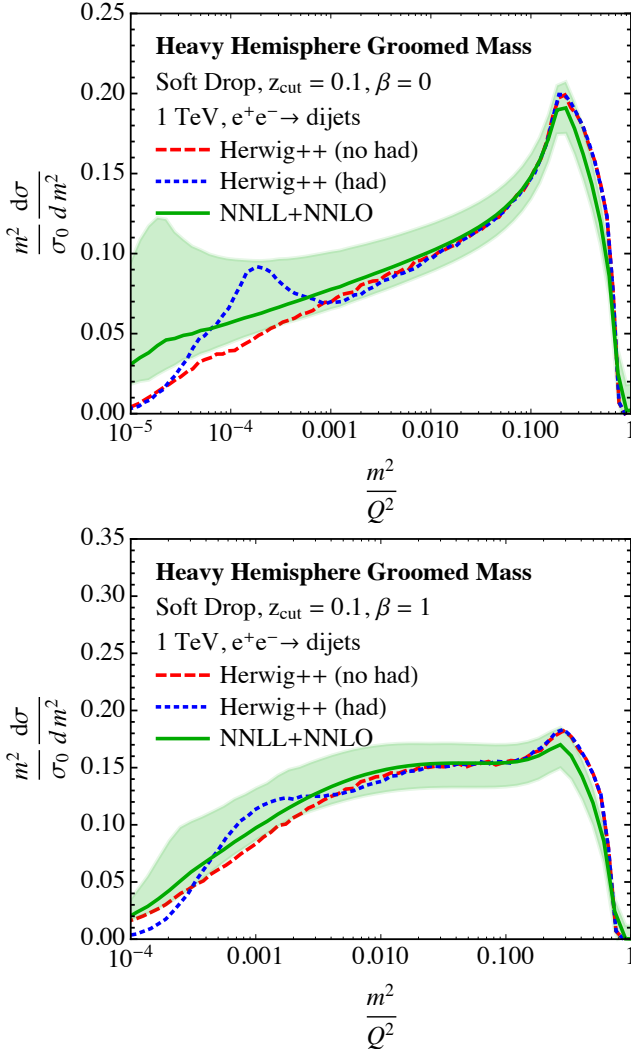 Heavy Hemisphere Groomed Mass
Soft Drop, z_cut = 0.1, β = 0
1 TeV, e⁺e⁻→ dijets
Herwig++ (no had)
Herwig++ (had)
NNLL+NNLO
0.25
0.20
0.15
0.10
0.05
0.00
m² dσ
σ₀ d m²
10⁻⁵ 10⁻⁴ 0.001 0.010 0.100 1
m²
Q²
Heavy Hemisphere Groomed Mass
Soft Drop, z_cut = 0.1, β = 1
1 TeV, e⁺e⁻→ dijets
Herwig++ (no had)
Herwig++ (had)
NNLL+NNLO
0.35
0.30
0.25
0.20
0.15
0.10
0.05
0.00
m² dσ
σ₀ d m²
10⁻⁴ 0.001 0.010 0.100 1
m²
Q²